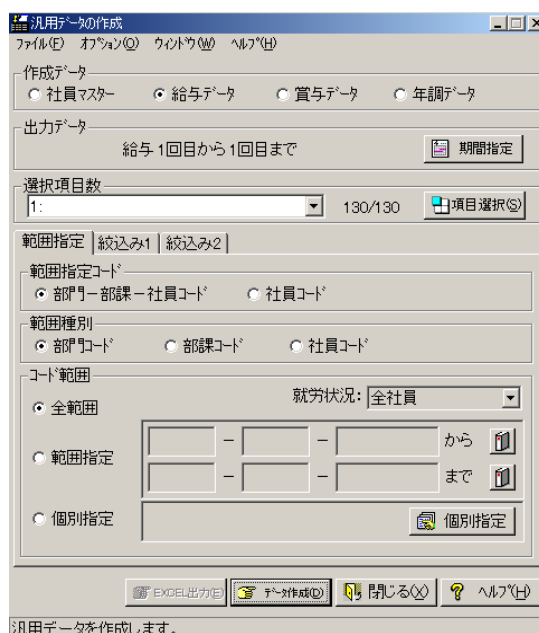 汎用ﾃﾞｰﾀの作成
ﾌｧｲﾙ(F) ｵﾌﾟｼｮﾝ(O) ｳｨﾝﾄﾞｳ(W) ﾍﾙﾌﾟ(H)
作成ﾃﾞｰﾀ
社員ﾏｽﾀｰ 給与ﾃﾞｰﾀ 賞与ﾃﾞｰﾀ 年調ﾃﾞｰﾀ
出力ﾃﾞｰﾀ
給与1回目から1回目まで 期間指定
選択項目数
1: 130/130 項目選択(S)
範囲指定 絞込み1 絞込み2
範囲指定ｺｰﾄﾞ
部門－部課－社員ｺｰﾄﾞ 社員ｺｰﾄﾞ
範囲種別
部門ｺｰﾄﾞ 部課ｺｰﾄﾞ 社員ｺｰﾄﾞ
ｺｰﾄﾞ範囲
就労状況: 全社員
全範囲
－ － から
範囲指定
－ － まで
個別指定 個別指定
EXCEL出力(E) ﾃﾞｰﾀ作成(D) 閉じる(X) ﾍﾙﾌﾟ(H)
汎用データを作成します。